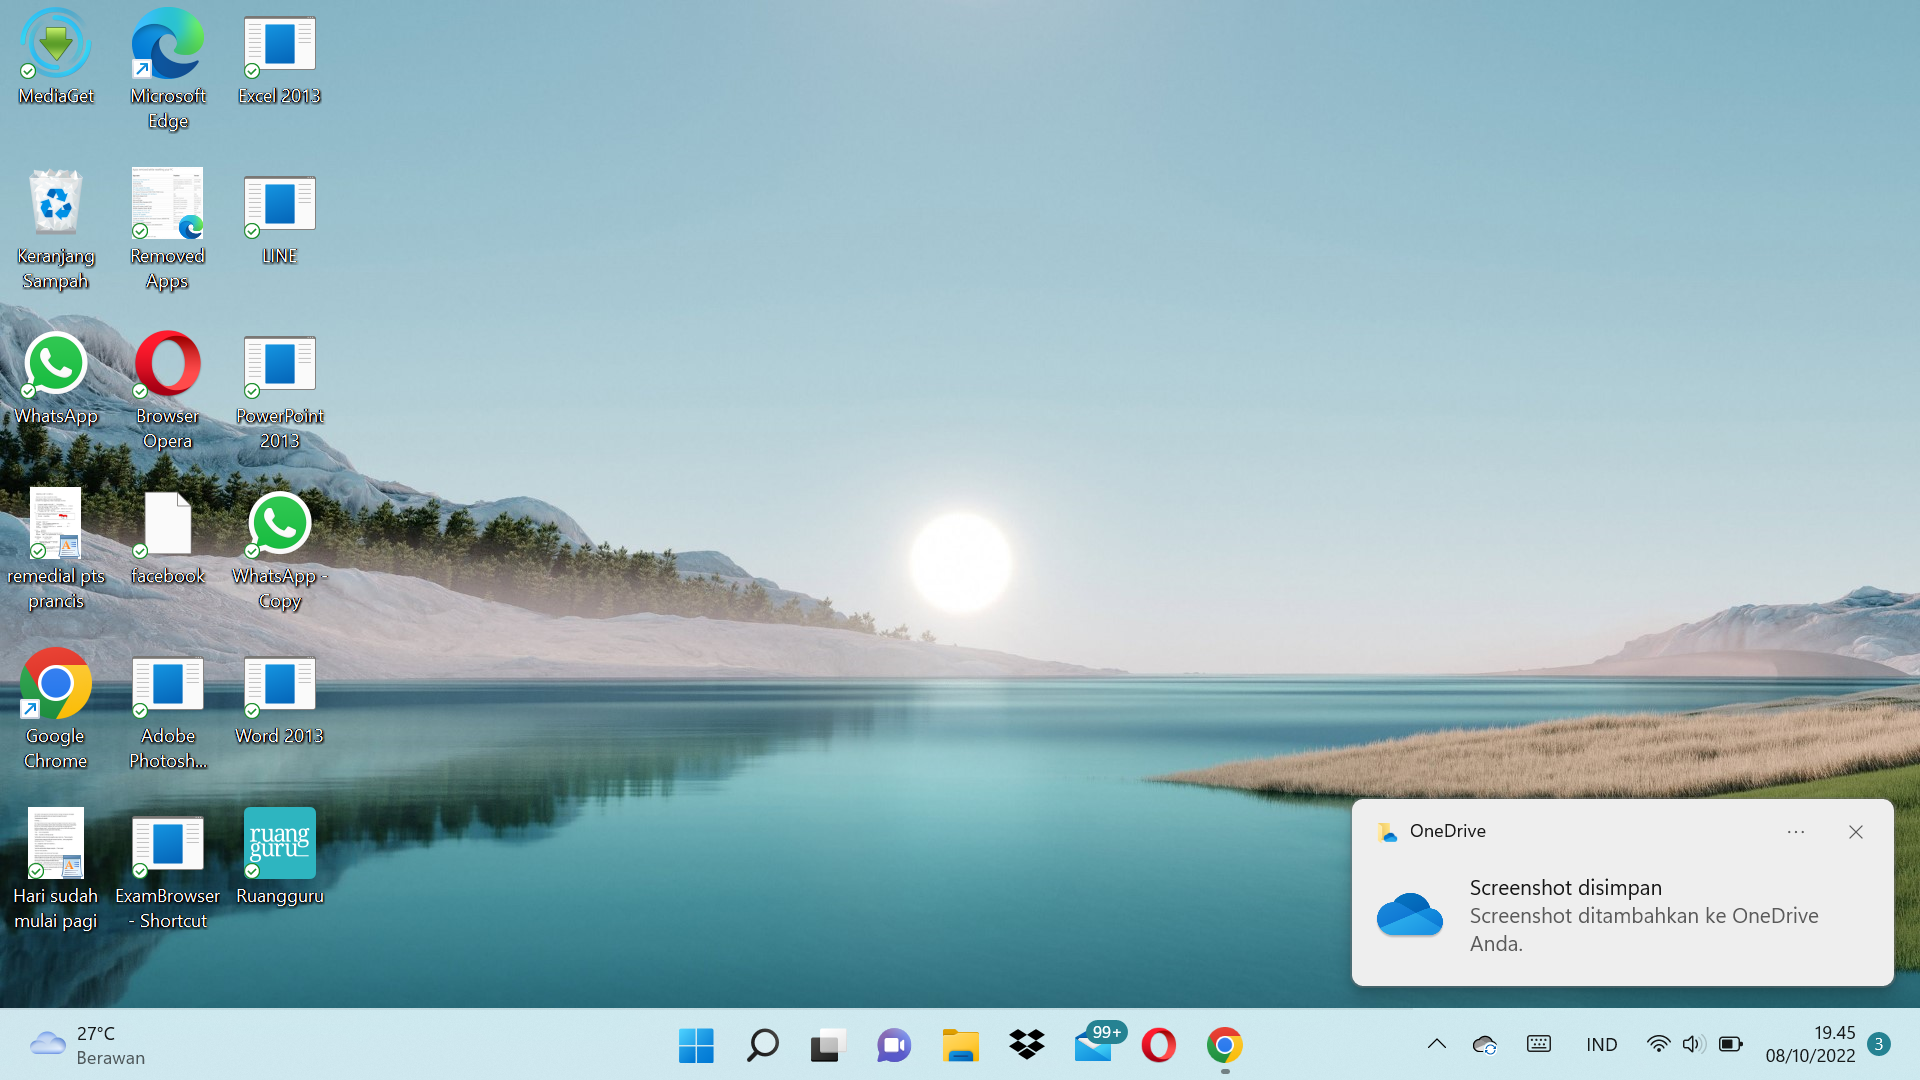 MediaGet
Microsoft
Edge
Excel 2013
Keranjang
Sampah
Removed
Apps
LINE
WhatsApp
Browser
Opera
PowerPoint
2013
remedial pts
prancis
facebook
WhatsApp -
Copy
Google
Chrome
Adobe
Photosh...
Word 2013
Hari sudah
mulai pagi
ExamBrowser
- Shortcut
ruang
guru
Ruangguru
OneDrive
Screenshot disimpan
Screenshot ditambahkan ke OneDrive
Anda.
27°C
Berawan
99+
IND
19.45
08/10/2022
3